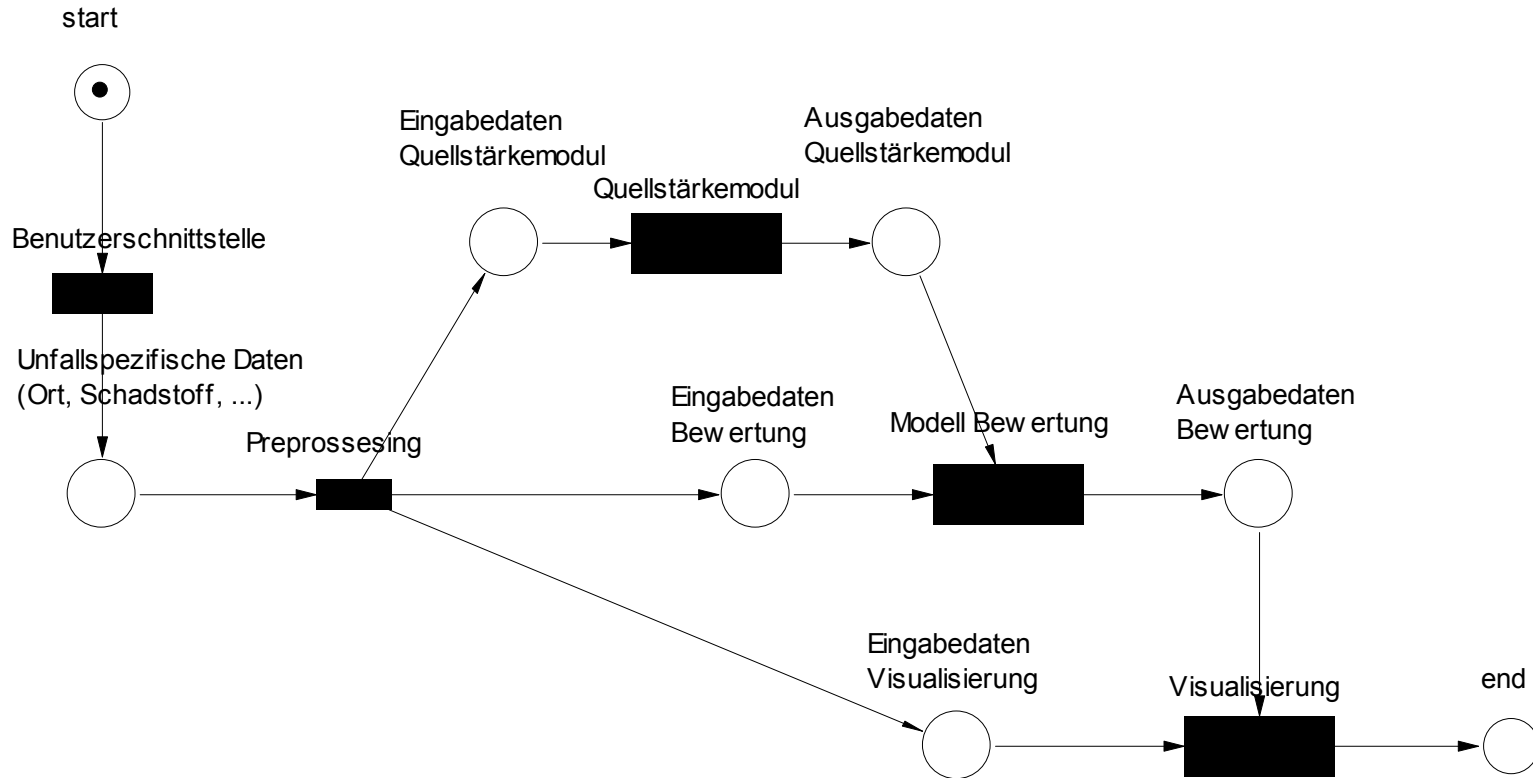 start
Eingabedaten
Quellstärkemodul
Ausgabedaten
Quellstärkemodul
Quellstärkemodul
Benutzerschnittstelle
Unfallspezifische Daten
(Ort, Schadstoff, ...)
Preprossesing
Eingabedaten
Bewertung
Modell Bewertung
Ausgabedaten
Bewertung
Eingabedaten
Visualisierung
Visualisierung
end